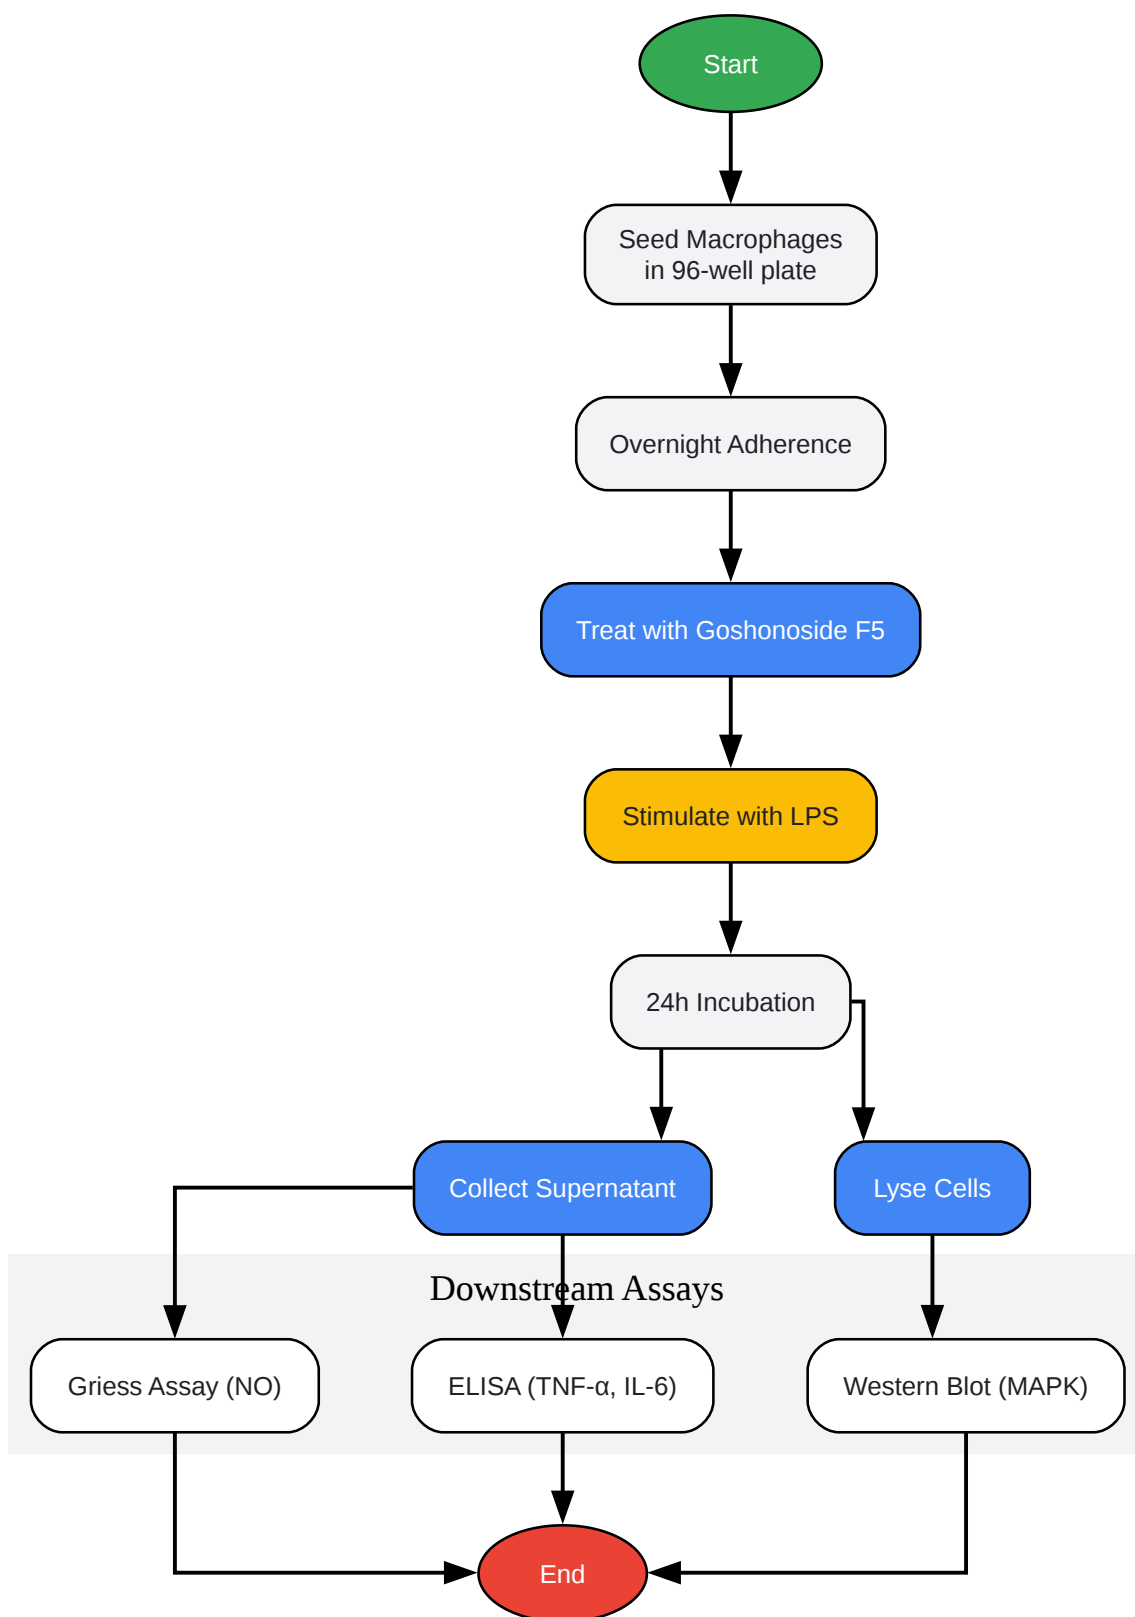 Start
Seed Macrophages
in 96-well plate
Overnight Adherence
Treat with Goshonoside F5
Stimulate with LPS
24h Incubation
Collect Supernatant
Lyse Cells
Downstream Assays
Griess Assay (NO)
ELISA (TNF-α, IL-6)
Western Blot (MAPK)
End